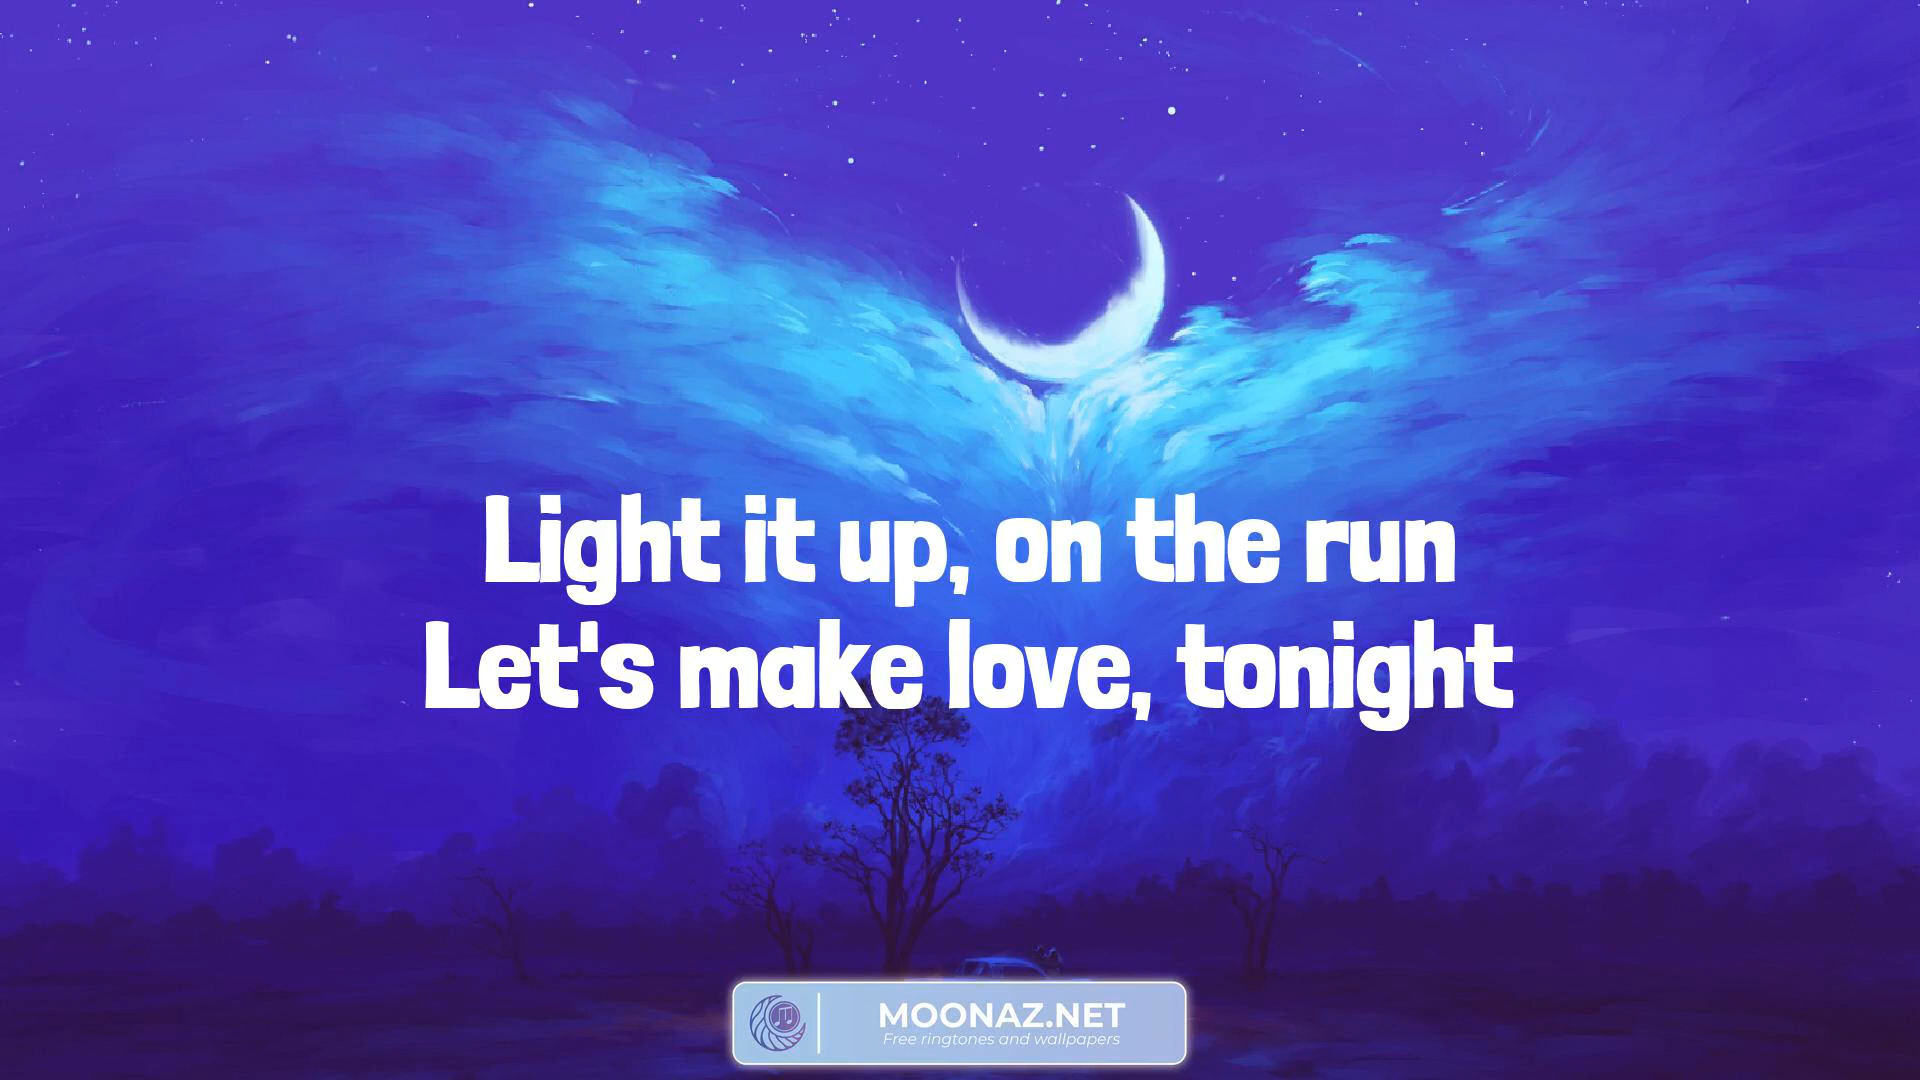 Light it up, on the run
Let's make love, tonight
MOONAZ.NET
Free ringtones and wallpapers